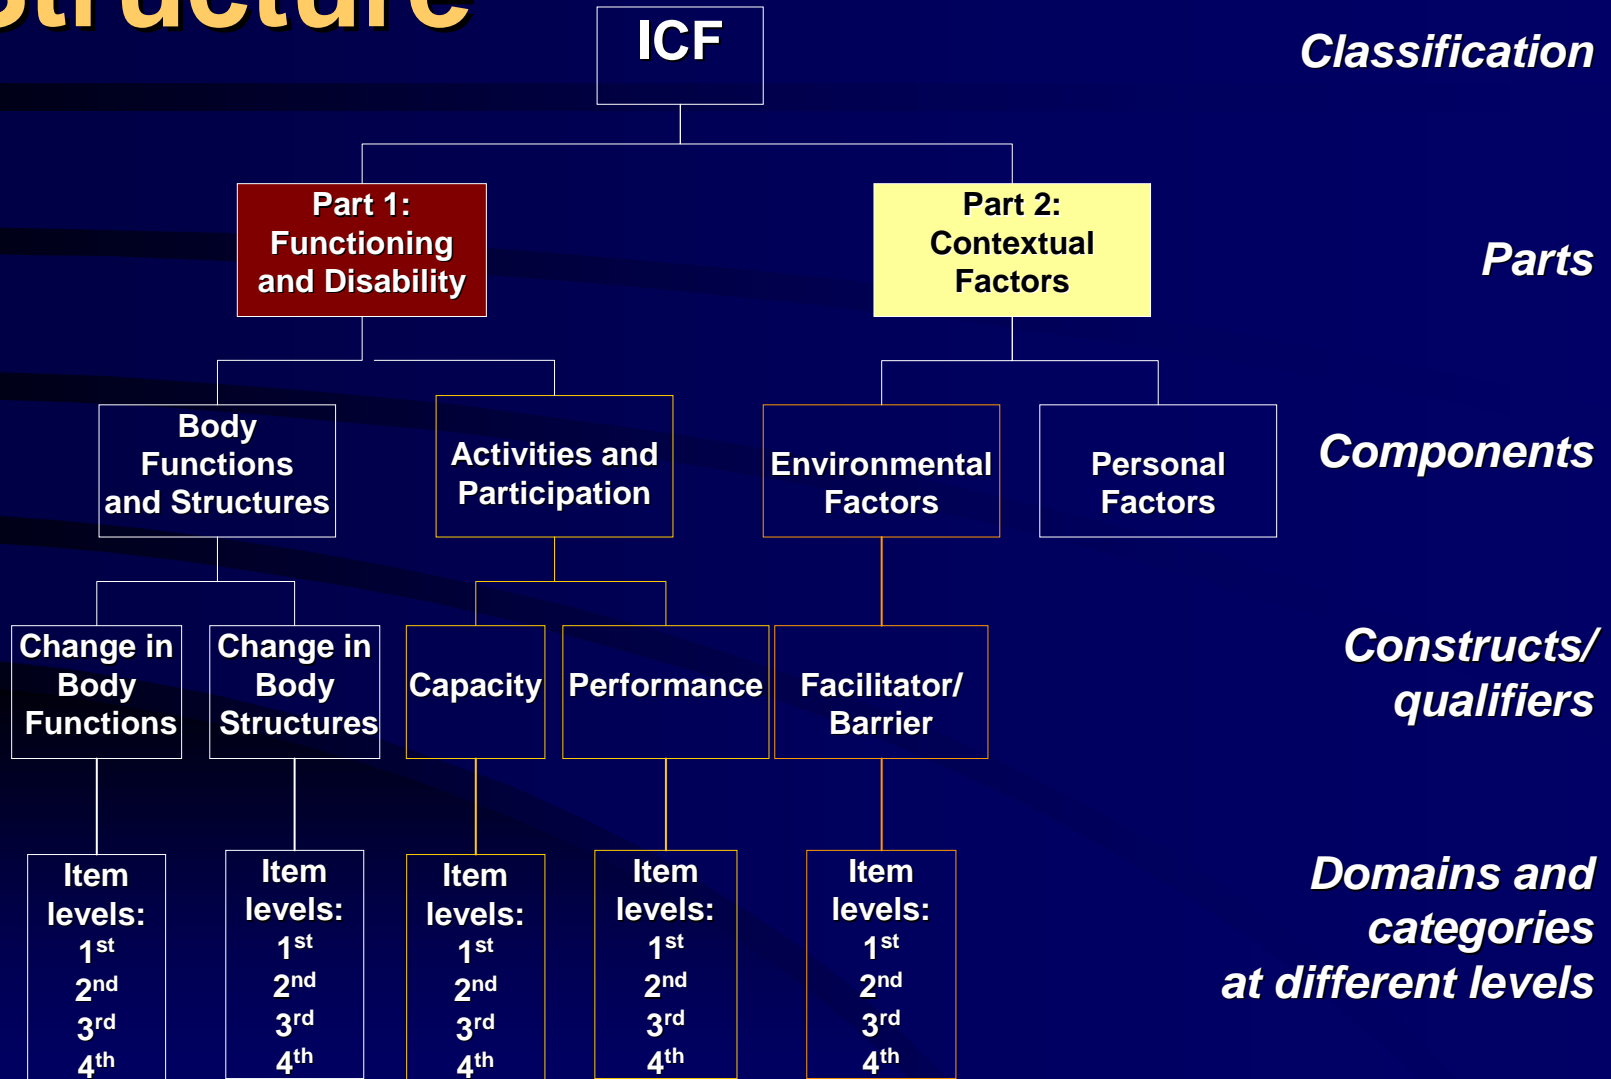 Structure
ICF
Classification
Part 1:
Functioning
and Disability
Part 2:
Contextual
Factors
Parts
Body
Functions
and Structures
Activities and
Participation
Environmental
Factors
Personal
Factors
Components
Change in
Body
Functions
Change in
Body
Structures
Capacity
Performance
Facilitator/
Barrier
Constructs/
qualifiers
Item
levels:
1st
2nd
3rd
4th
Item
levels:
1st
2nd
3rd
4th
Item
levels:
1st
2nd
3rd
4th
Item
levels:
1st
2nd
3rd
4th
Item
levels:
1st
2nd
3rd
4th
Domains and
categories
at different levels